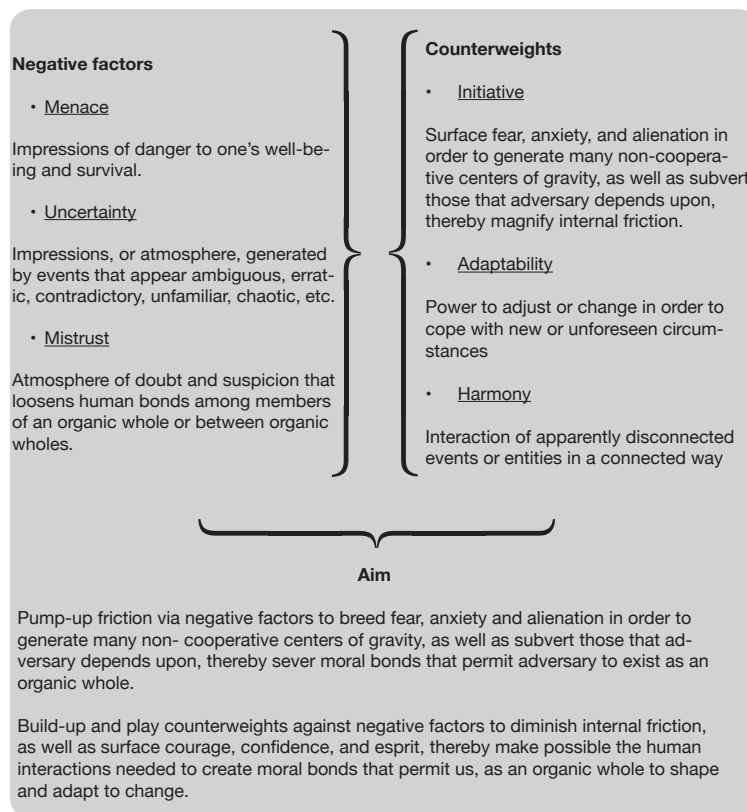 Negative factors
• Menace
Impressions of danger to one's well-be-
ing and survival.
• Uncertainty
Impressions, or atmosphere, generated
by events that appear ambiguous, errat-
ic, contradictory, unfamiliar, chaotic, etc.
• Mistrust
Atmosphere of doubt and suspicion that
loosens human bonds among members
of an organic whole or between organic
wholes.
Counterweights
• Initiative
Surface fear, anxiety, and alienation in
order to generate many non-coopera-
tive centers of gravity, as well as subvert
those that adversary depends upon,
thereby magnify internal friction.
• Adaptability
Power to adjust or change in order to
cope with new or unforeseen circum-
stances
• Harmony
Interaction of apparently disconnected
events or entities in a connected way
Aim
Pump-up friction via negative factors to breed fear, anxiety and alienation in order to
generate many non- cooperative centers of gravity, as well as subvert those that ad-
versary depends upon, thereby sever moral bonds that permit adversary to exist as an
organic whole.
Build-up and play counterweights against negative factors to diminish internal friction,
as well as surface courage, confidence, and esprit, thereby make possible the human
interactions needed to create moral bonds that permit us, as an organic whole to shape
and adapt to change.